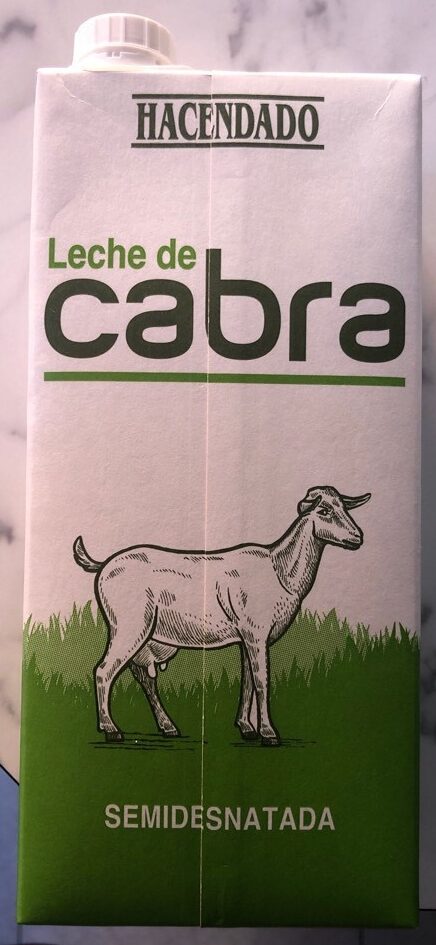 HACENDADO
Leche de
cabra
SEMIDESNATADA